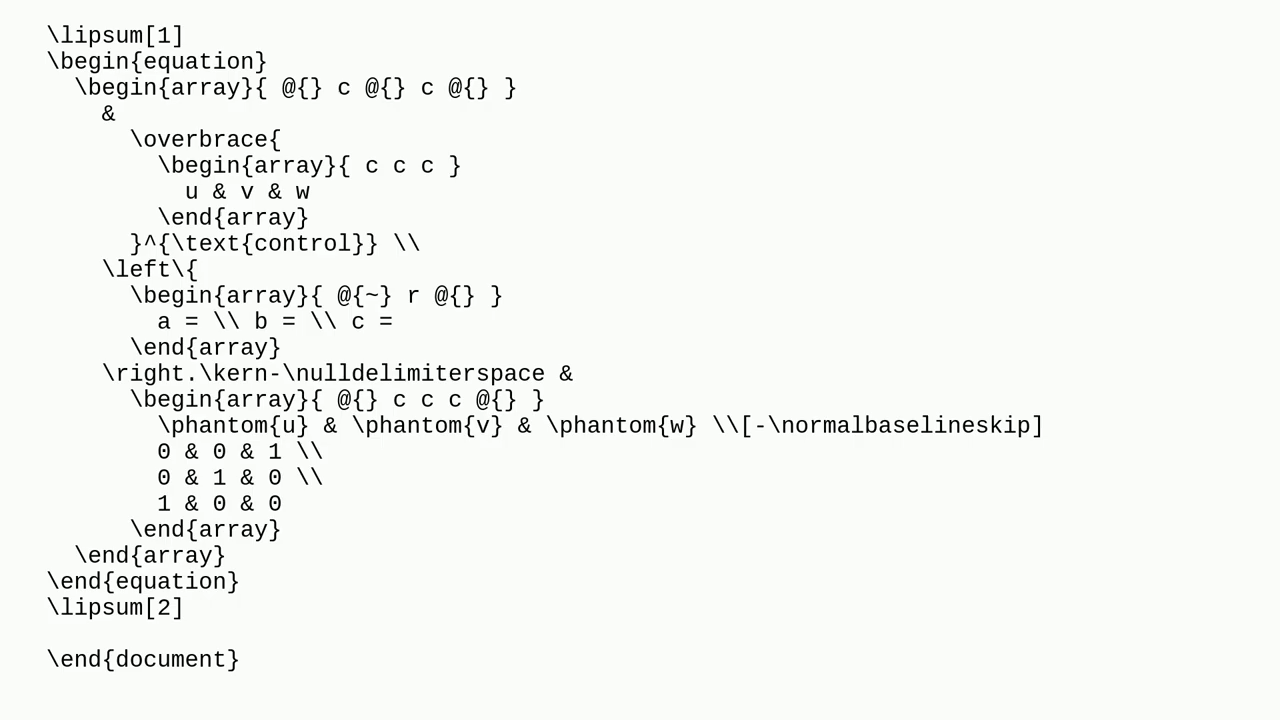 \lipsum[1]
\begin{equation}
  \begin{array}{ @{} c @{} c @{} }
    &
      \overbrace{
        \begin{array}{ c c c }
          u & v & w
        \end{array}
      }^{\text{control}} \\
    \left\{
      \begin{array}{ @{~} r @{} }
        a = \\ b = \\ c =
      \end{array}
    \right.\kern-\nulldelimiterspace &
      \begin{array}{ @{} c c c @{} }
        \phantom{u} & \phantom{v} & \phantom{w} \\[-\normalbaselineskip]
        0 & 0 & 1 \\
        0 & 1 & 0 \\
        1 & 0 & 0
      \end{array}
  \end{array}
\end{equation}
\lipsum[2]

\end{document}